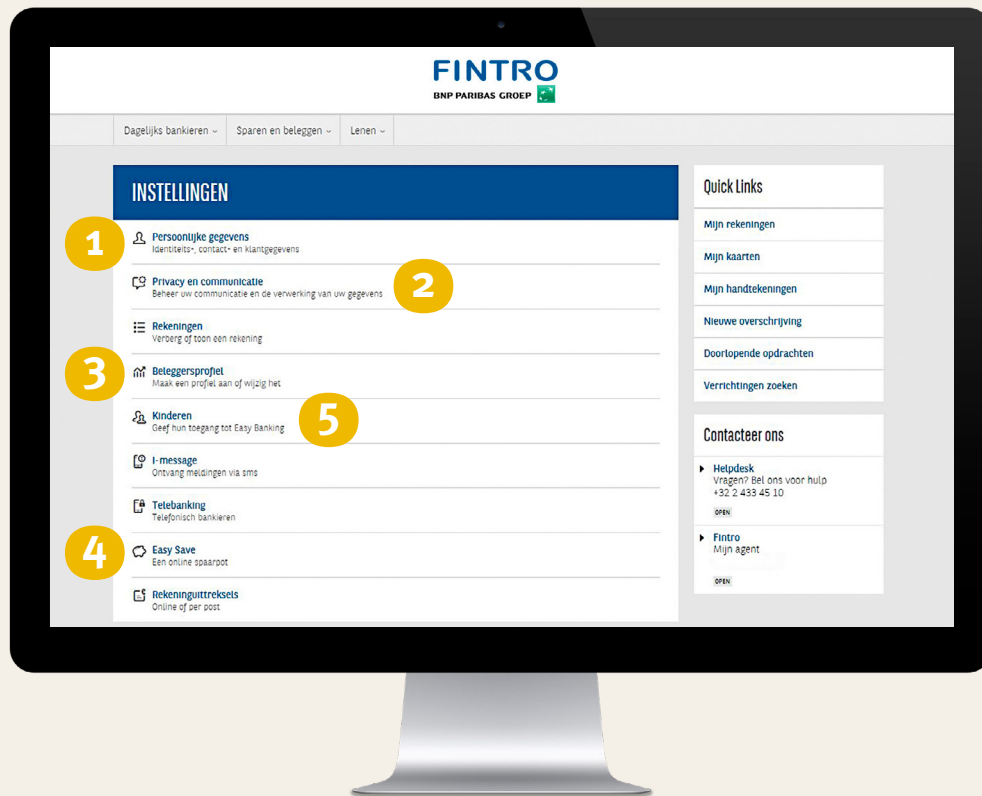 FINTRO
BNP PARIBAS GROEP
Dagelijks bankieren
Sparen en beleggen
Lenen
INSTELLINGEN
1
Persoonlijke gegevens
Identiteits-, contact- en klantgegevens
Privacy en communicatie
Beheer uw communicatie en de verwerking van uw gegevens
2
Rekeningen
Verberg of toon een rekening
3
Beleggersprofiel
Maak een profiel aan of wijzig het
Kinderen
Geef hun toegang tot Easy Banking
5
I-message
Ontvang meldingen via sms
Telebanking
Telefonisch bankieren
4
Easy Save
Een online spaarpot
Rekeninguittreksels
Online of per post
Quick Links
Mijn rekeningen
Mijn kaarten
Mijn handtekeningen
Nieuwe overschrijving
Doorlopende opdrachten
Verrichtingen zoeken
Contacteer ons
Helpdesk
Vragen? Bel ons voor hulp
+32 2 433 45 10
OPEN
Fintro
Mijn agent
OPEN